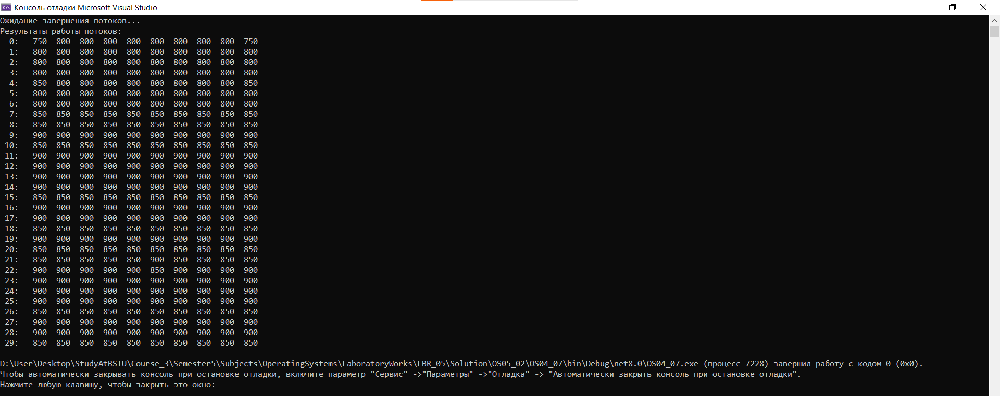 Консоль отладки Microsoft Visual Studio
Ожидание завершения потоков...
Результаты работы потоков:
  0:   750  800  800  800  800  800  800  800  800  750
  1:   800  800  800  800  800  800  800  800  800  800
  2:   800  800  800  800  800  800  800  800  800  800
  3:   800  800  800  800  800  800  800  800  800  800
  4:   850  800  800  800  800  800  800  800  800  850
  5:   800  800  800  800  800  800  800  800  800  800
  6:   800  800  800  800  800  800  800  800  800  800
  7:   850  850  850  850  850  850  850  850  850  850
  8:   850  850  850  850  850  850  850  850  850  850
  9:   900  900  900  900  900  900  900  900  900  900
 10:   850  850  850  850  850  850  850  850  850  850
 11:   900  900  900  900  900  900  900  900  900  900
 12:   900  900  900  900  900  900  900  900  900  900
 13:   900  900  900  900  900  900  900  900  900  900
 14:   900  900  900  900  900  900  900  900  900  900
 15:   850  850  850  850  850  850  850  850  850  850
 16:   900  900  900  900  900  900  900  900  900  900
 17:   900  900  900  900  900  900  900  900  900  900
 18:   850  850  850  850  850  850  850  850  850  850
 19:   900  900  900  900  900  900  900  900  900  900
 20:   850  850  850  850  850  850  850  850  850  850
 21:   850  850  850  850  850  900  850  850  850  850
 22:   900  900  900  900  900  850  900  900  900  900
 23:   900  900  900  900  900  900  900  900  900  900
 24:   900  900  900  900  900  900  900  900  900  900
 25:   900  900  900  900  900  900  900  900  900  900
 26:   850  850  850  850  850  850  850  850  850  850
 27:   900  900  900  900  900  900  900  900  900  900
 28:   900  900  900  900  900  900  900  900  900  900
 29:   850  850  850  850  850  850  850  850  850  850
D:\User\Desktop\StudyAtBSTU\Course_3\Semester5\Subjects\OperatingSystems\LaboratoryWorks\LBR_05\Solution\OS05_02\OS04_07\bin\Debug\net8.0\OS04_07.exe (процесс 7228) завершил работу с кодом 0 (0x0).
Чтобы автоматически закрывать консоль при остановке отладки, включите параметр "Сервис" ->"Параметры" ->"Отладка" -> "Автоматически закрыть консоль при остановке отладки".
Нажмите любую клавишу, чтобы закрыть это окно: